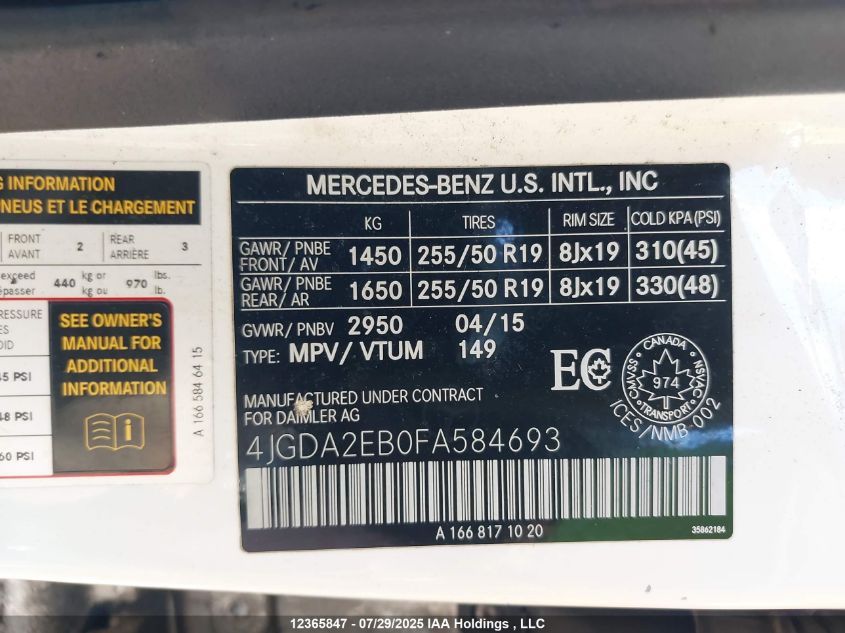 G INFORMATION
NEUS ET LE CHARGEMENT
FRONT
AVANT
2
REAR
ARRIÈRE
3
exceed
épasser
440
kg or
kg ou
970
lbs.
lb.
PRESSURE
ES
OID
45 PSI
48 PSI
60 PSI
SEE OWNER'S
MANUAL FOR
ADDITIONAL
INFORMATION
A 166 584 64 15
MERCEDES-BENZ U.S. INTL., INC
KG TIRES RIM SIZE COLD KPA(PSI)
GAWR/ PNBE
FRONT/ AV
1450 255/50 R19 8Jx19 310(45)
GAWR/ PNBE
REAR/ AR
1650 255/50 R19 8Jx19 330(48)
GVWR/ PNBV 2950 04/15
TYPE: MPV/ VTUM 149
EC
CANADA
974
TRANSPORT
CMVSS
NSVAC
ICES/NMB-002
MANUFACTURED UNDER CONTRACT
FOR DAIMLER AG
4JGDA2EB0FA584693
A 166 817 10 20
35862184
12365847 - 07/29/2025 IAA Holdings , LLC